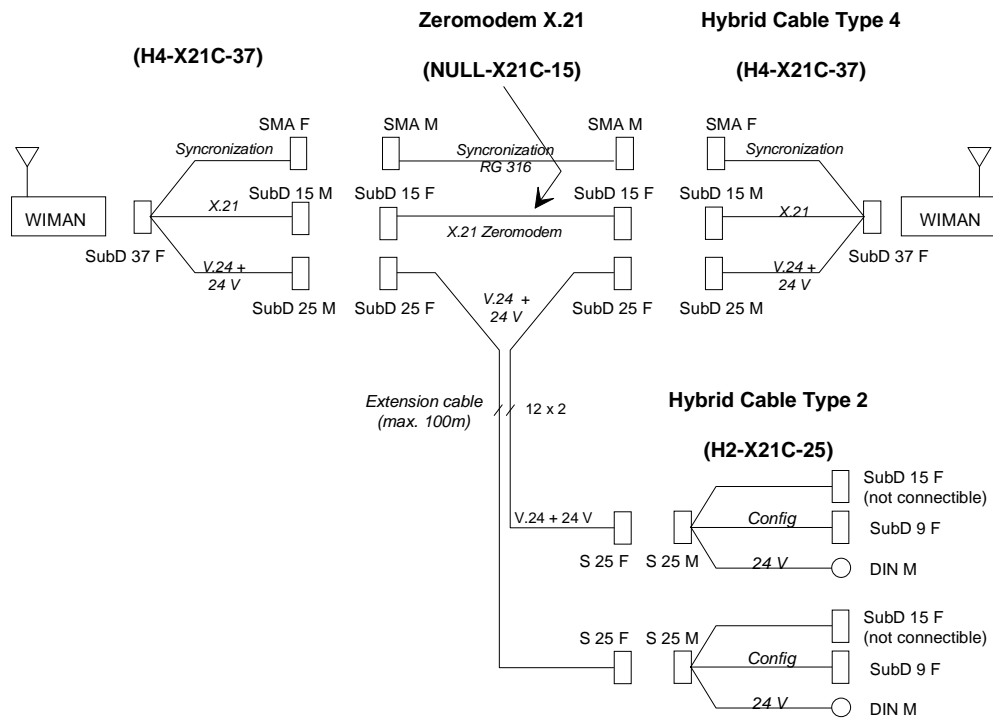 Zeromodem X.21
Hybrid Cable Type 4
(H4-X21C-37)
(NULL-X21C-15)
(H4-X21C-37)
SMA F
SMA M
SMA M
SMA F
Syncronization
Syncronization
RG 316
Syncronization
WIMAN
SubD 15 M
SubD 15 F
SubD 15 F
SubD 15 M
X.21
X.21 Zeromodem
X.21
WIMAN
SubD 37 F
SubD 37 F
V.24 +
24 V
V.24 +
24 V
V.24 +
24 V
SubD 25 M
SubD 25 F
SubD 25 F
SubD 25 M
Extension cable
(max. 100m)
12 x 2
Hybrid Cable Type 2
(H2-X21C-25)
SubD 15 F
(not connectible)
V.24 + 24 V
Config
SubD 9 F
S 25 F
S 25 M
24 V
DIN M
SubD 15 F
(not connectible)
S 25 F
S 25 M
Config
SubD 9 F
24 V
DIN M